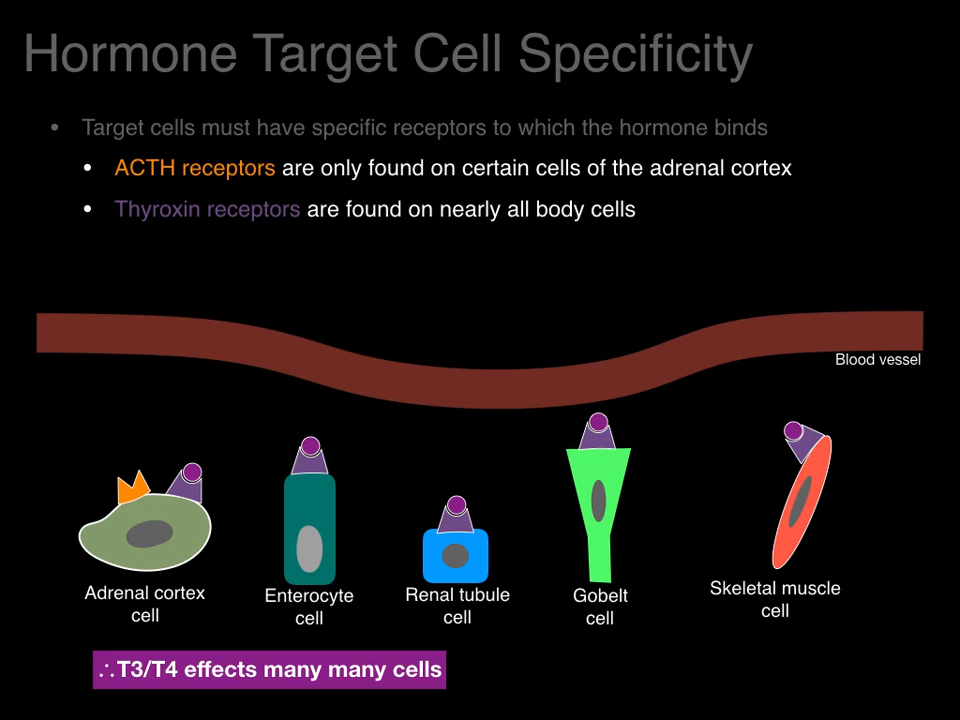 Hormone Target Cell Specificity
• Target cells must have specific receptors to which the hormone binds
• ACTH receptors are only found on certain cells of the adrenal cortex
• Thyroxin receptors are found on nearly all body cells
Blood vessel
Adrenal cortex
cell
Enterocyte
cell
Renal tubule
cell
Gobelt
cell
Skeletal muscle
cell
∴T3/T4 effects many many cells